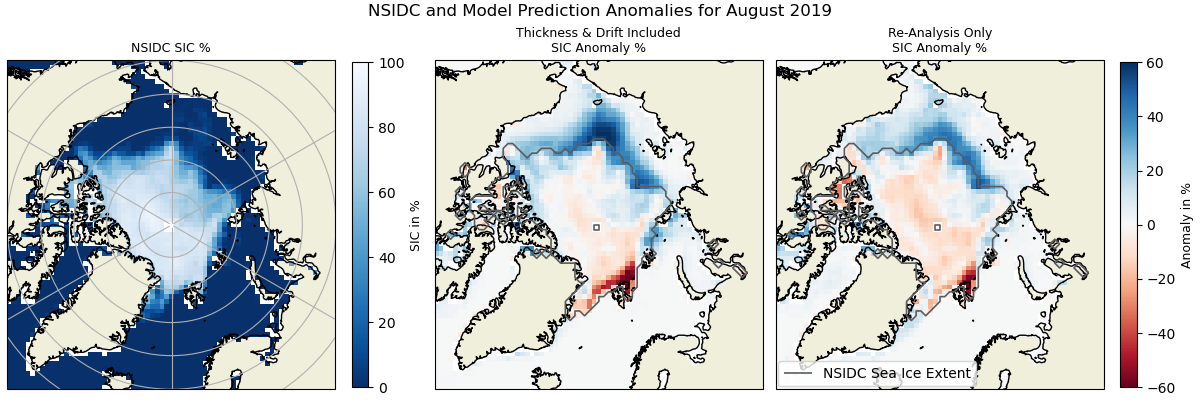 NSIDC and Model Prediction Anomalies for August 2019
NSIDC SIC %
Thickness & Drift Included
SIC Anomaly %
Re-Analysis Only
SIC Anomaly %
100
80
60
40
20
0
SIC in %
60
40
20
0
−20
−40
−60
Anomaly in %
NSIDC Sea Ice Extent